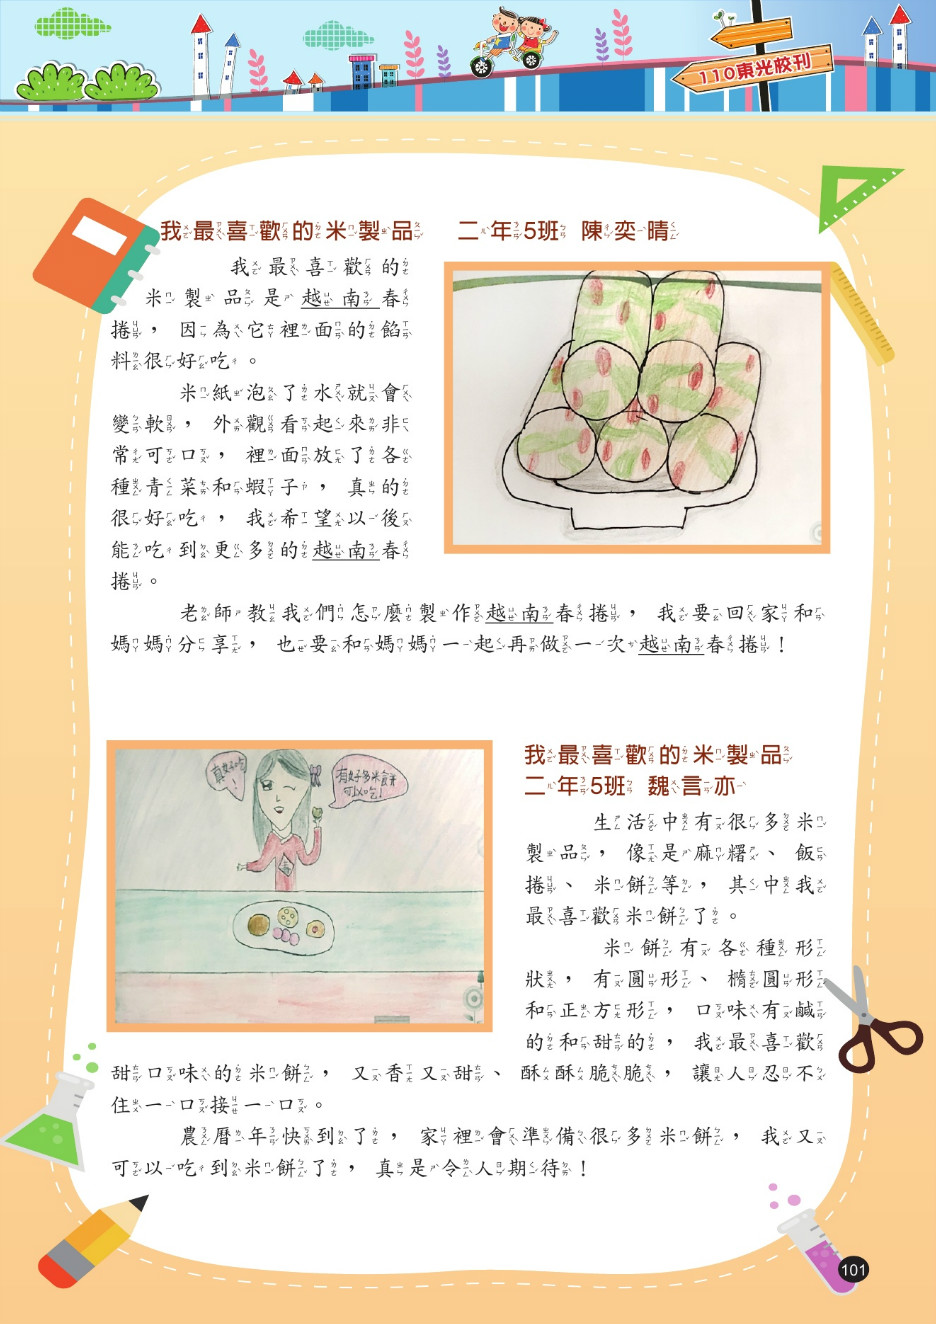 110東光校刊
我最喜歡的米製品 二年5班 陳奕晴
我最喜歡的
米製品是越南春
捲，因為它裡面的餡
料很好吃。
米紙泡了水就會
變軟，外觀看起來非
常可口，裡面放了各
種青菜和蝦子，真的
很好吃，我希望以後
能吃到更多的越南春
捲。
老師教我們怎麼製作越南春捲，我要回家和
媽媽分享，也要和媽媽一起再做一次越南春捲！
真好吃！
有好多米食可以吃！
我最喜歡的米製品
二年5班 魏言亦
生活中有很多米
製品，像是麻糬、飯
捲、米餅等，其中我
最喜歡米餅了。
米餅有各種形
狀，有圓形、橢圓形
和正方形，口味有鹹
的和甜的，我最喜歡
甜口味的米餅，又香又甜、酥酥脆脆，讓人忍不
住一口接一口。
農曆年快到了，家裡會準備很多米餅，我又
可以吃到米餅了，真是令人期待！
101